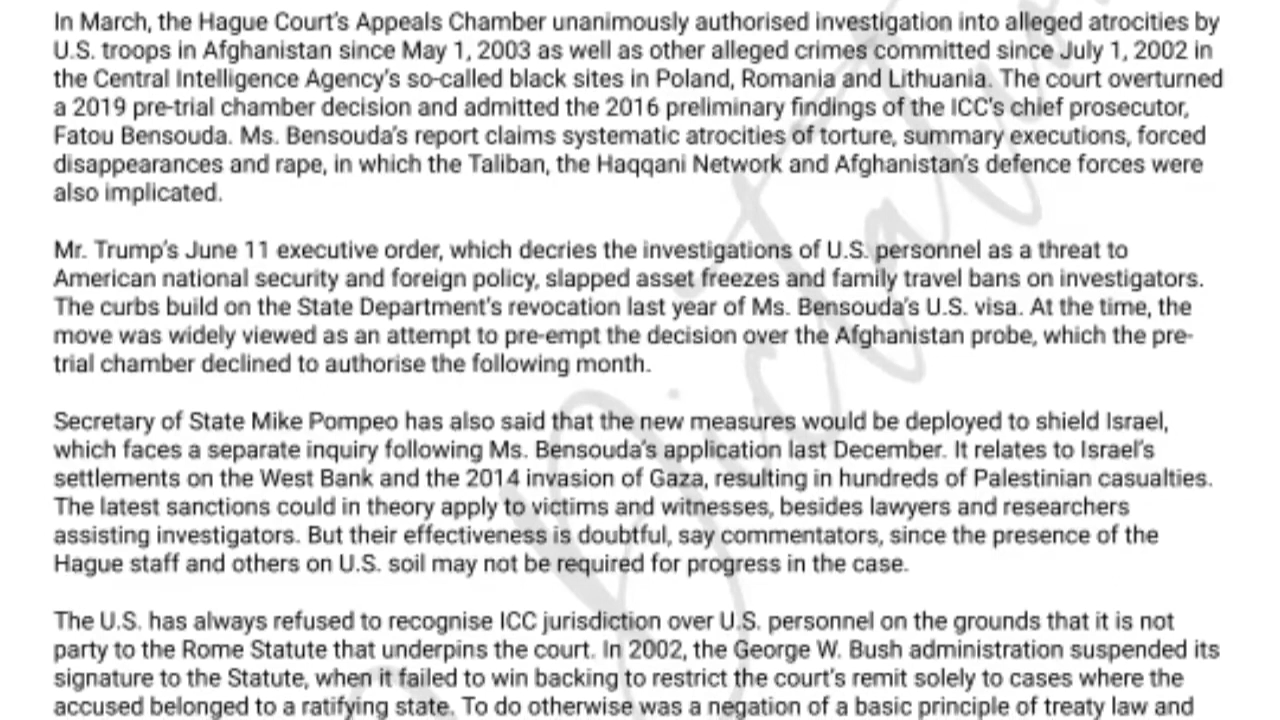 In March, the Hague Court's Appeals Chamber unanimously authorised investigation into alleged atrocities by
U.S. troops in Afghanistan since May 1, 2003 as well as other alleged crimes committed since July 1, 2002 in
the Central Intelligence Agency's so-called black sites in Poland, Romania and Lithuania. The court overturned
a 2019 pre-trial chamber decision and admitted the 2016 preliminary findings of the ICC's chief prosecutor,
Fatou Bensouda. Ms. Bensouda's report claims systematic atrocities of torture, summary executions, forced
disappearances and rape, in which the Taliban, the Haqqani Network and Afghanistan's defence forces were
also implicated.
Mr. Trump's June 11 executive order, which decries the investigations of U.S. personnel as a threat to
American national security and foreign policy, slapped asset freezes and family travel bans on investigators.
The curbs build on the State Department's revocation last year of Ms. Bensouda's U.S. visa. At the time, the
move was widely viewed as an attempt to pre-empt the decision over the Afghanistan probe, which the pre-
trial chamber declined to authorise the following month.
Secretary of State Mike Pompeo has also said that the new measures would be deployed to shield Israel,
which faces a separate inquiry following Ms. Bensouda's application last December. It relates to Israel's
settlements on the West Bank and the 2014 invasion of Gaza, resulting in hundreds of Palestinian casualties.
The latest sanctions could in theory apply to victims and witnesses, besides lawyers and researchers
assisting investigators. But their effectiveness is doubtful, say commentators, since the presence of the
Hague staff and others on U.S. soil may not be required for progress in the case.
The U.S. has always refused to recognise ICC jurisdiction over U.S. personnel on the grounds that it is not
party to the Rome Statute that underpins the court. In 2002, the George W. Bush administration suspended its
signature to the Statute, when it failed to win backing to restrict the court's remit solely to cases where the
accused belonged to a ratifying state. To do otherwise was a negation of a basic principle of treaty law and